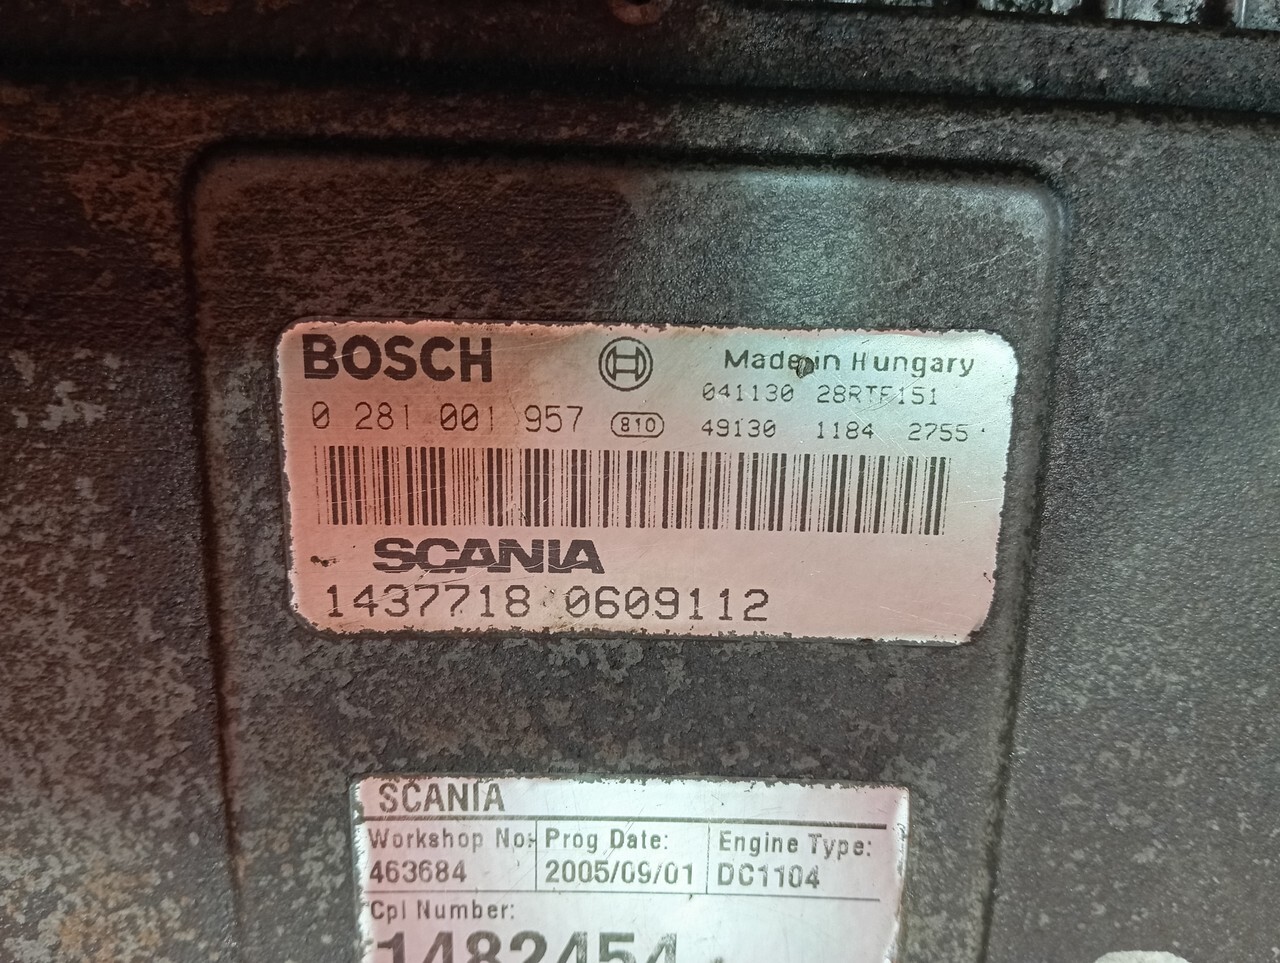 BOSCH
Made in Hungary
041130 28RTF151
0 281 001 957 810 49130 1184 2755
SCANIA
1437718 0609112
SCANIA
Workshop No: Prog Date: Engine Type:
463684 2005/09/01 DC1104
Cpl Number:
1482454